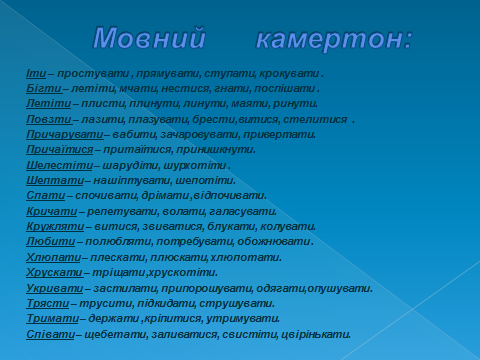 Мовний камертон:
Іти – простувати, прямувати, ступати, крокувати.
Бігти – летіти, мчати, нестися, гнати, поспішати.
Летіти – плисти, плинути, линути, маяти, ринути.
Повзти – лазити, плазувати, брести, витися, стелитися .
Причарувати – вабити, зачаровувати, привертати.
Причаїтися – притаїтися, принишкнути.
Шелестіти – шарудіти, шурхотіти.
Шептати – нашіптувати, шепотіти.
Спати – спочивати, дрімати, відпочивати.
Кричати – репетувати, волати, галасувати.
Кружляти – витися, звиватися, блукати, колувати.
Любити – полюбляти, потребувати, обожнювати.
Хлюпати – плескати, плюскати, хлюпотати.
Хрускати – тріщати, хрускотіти.
Укривати – застилати, припорошувати, одягати, опушувати.
Трясти – трусити, підкидати, струшувати.
Тримати – держати, кріпитися, утримувати.
Співати – щебетати, заливатися, свистіти, цвірінькати.